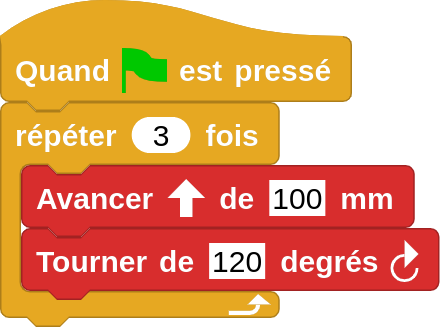 Quand est pressé
répéter 3 fois
Avancer de 100 mm
Tourner de 120 degrés